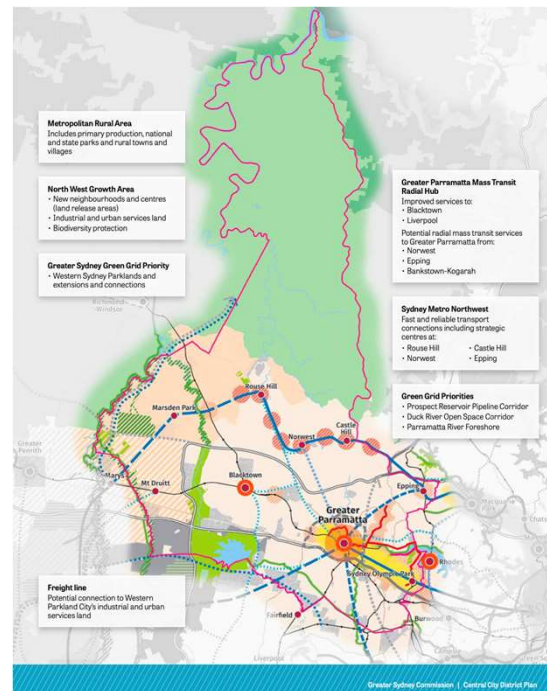 Metropolitan Rural Area
Includes primary production, national
and state parks and rural towns and
villages
North West Growth Area
• New neighbourhoods and centres
(land release areas)
• Industrial and urban services land
• Biodiversity protection
Greater Sydney Green Grid Priority
• Western Sydney Parklands and
extensions and connections
Greater Parramatta Mass Transit
Radial Hub
Improved services to:
• Blacktown
• Liverpool
Potential radial mass transit services
to Greater Parramatta from:
• Norwest
• Epping
• Bankstown-Kogarah
Sydney Metro Northwest
Fast and reliable transport
connections including strategic
centres at:
• Rouse Hill • Castle Hill
• Norwest • Epping
Green Grid Priorities
• Prospect Reservoir Pipeline Corridor
• Duck River Open Space Corridor
• Parramatta River Foreshore
Richmond-
Windsor
Rouse Hill
Marsden Park
Castle
Hill
Norwest
Greater
Penrith
Epping
Blacktown
Mt Druitt
Greater
Parramatta
Rhodes
Sydney Olympic Park
Freight line
Potential connection to Western
Parkland City's industrial and urban
services land
Fairfield
Burwood
Liverpool
Greater Sydney Commission | Central City District Plan